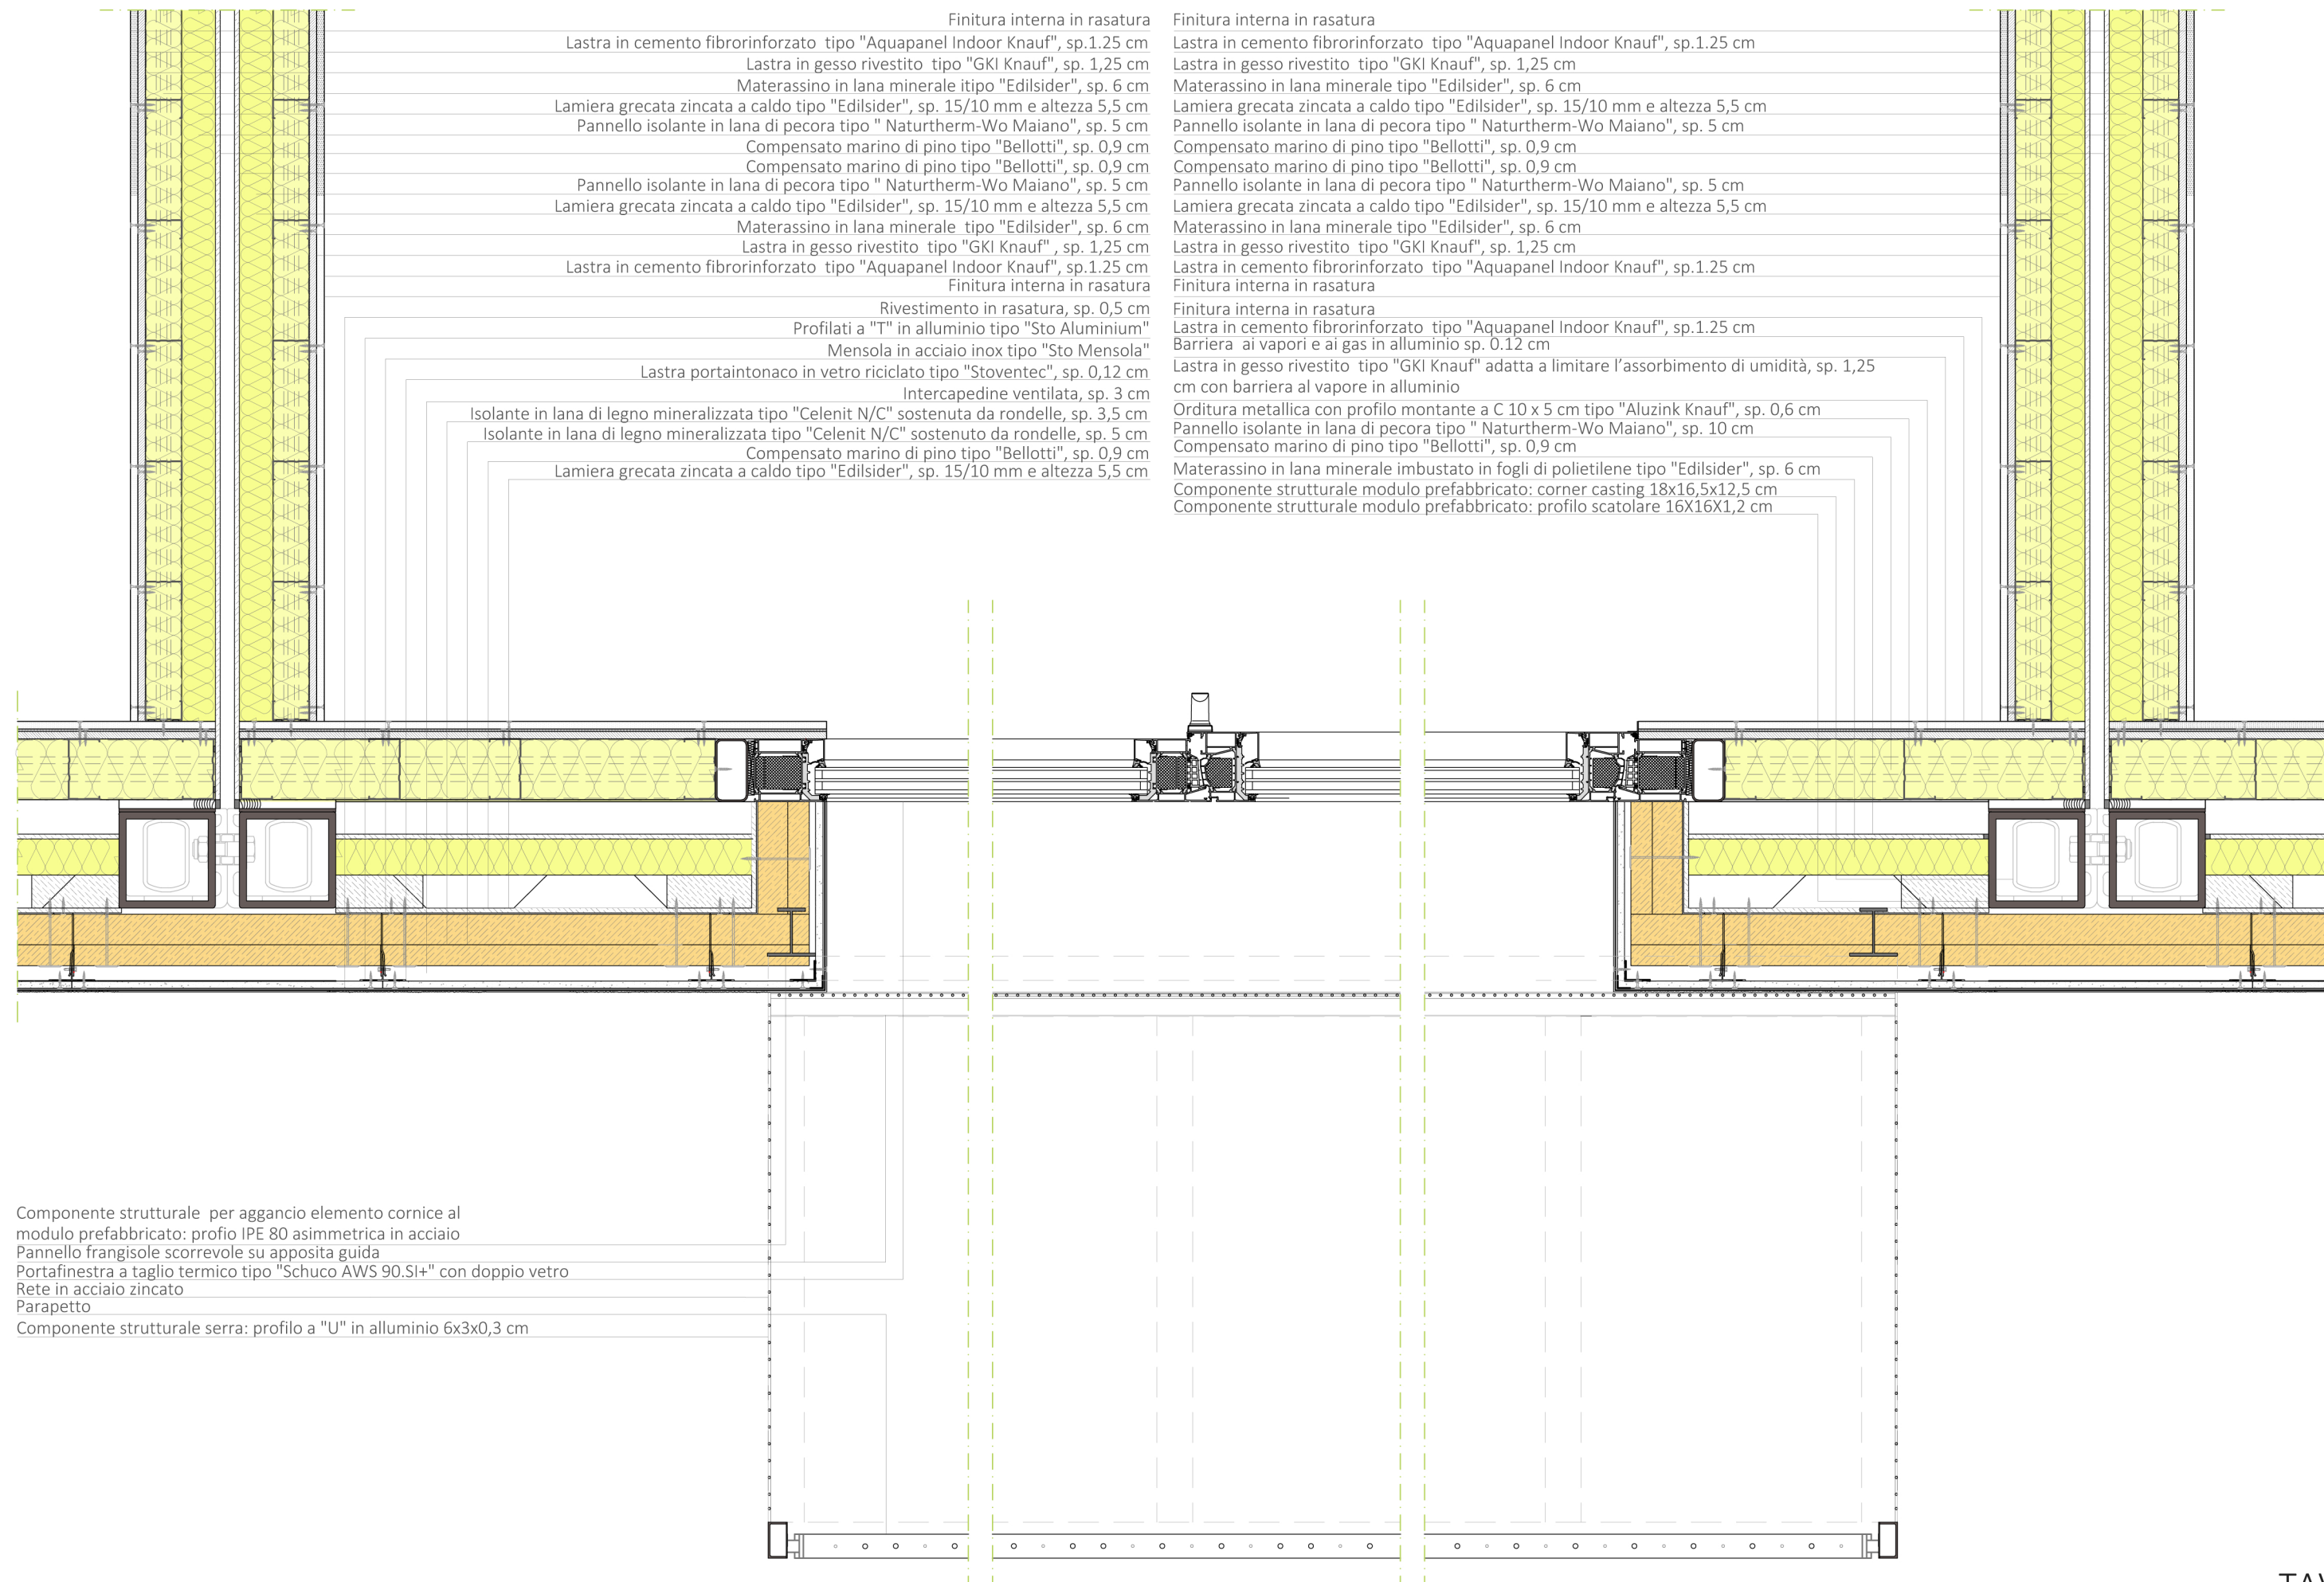 Finitura interna in rasatura
Lastra in cemento fibrorinforzato  tipo "Aquapanel Indoor Knauf", sp.1.25 cm
Lastra in gesso rivestito  tipo "GKI Knauf", sp. 1,25 cm
Materassino in lana minerale itipo "Edilsider", sp. 6 cm
Lamiera grecata zincata a caldo tipo "Edilsider", sp. 15/10 mm e altezza 5,5 cm
Pannello isolante in lana di pecora tipo " Naturtherm-Wo Maiano", sp. 5 cm
Compensato marino di pino tipo "Bellotti", sp. 0,9 cm
Compensato marino di pino tipo "Bellotti", sp. 0,9 cm
Pannello isolante in lana di pecora tipo " Naturtherm-Wo Maiano", sp. 5 cm
Lamiera grecata zincata a caldo tipo "Edilsider", sp. 15/10 mm e altezza 5,5 cm
Materassino in lana minerale  tipo "Edilsider", sp. 6 cm
Lastra in gesso rivestito  tipo "GKI Knauf" , sp. 1,25 cm
Lastra in cemento fibrorinforzato  tipo "Aquapanel Indoor Knauf", sp.1.25 cm
Finitura interna in rasatura
Rivestimento in rasatura, sp. 0,5 cm
Profilati a "T" in alluminio tipo "Sto Aluminium"
Mensola in acciaio inox tipo "Sto Mensola"
Lastra portaintonaco in vetro riciclato tipo "Stoventec", sp. 0,12 cm
Intercapedine ventilata, sp. 3 cm
Isolante in lana di legno mineralizzata tipo "Celenit N/C" sostenuta da rondelle, sp. 3,5 cm
Isolante in lana di legno mineralizzata tipo "Celenit N/C" sostenuto da rondelle, sp. 5 cm
Compensato marino di pino tipo "Bellotti", sp. 0,9 cm
Lamiera grecata zincata a caldo tipo "Edilsider", sp. 15/10 mm e altezza 5,5 cm
Finitura interna in rasatura
Lastra in cemento fibrorinforzato  tipo "Aquapanel Indoor Knauf", sp.1.25 cm
Lastra in gesso rivestito  tipo "GKI Knauf", sp. 1,25 cm
Materassino in lana minerale tipo "Edilsider", sp. 6 cm
Lamiera grecata zincata a caldo tipo "Edilsider", sp. 15/10 mm e altezza 5,5 cm
Pannello isolante in lana di pecora tipo " Naturtherm-Wo Maiano", sp. 5 cm
Compensato marino di pino tipo "Bellotti", sp. 0,9 cm
Compensato marino di pino tipo "Bellotti", sp. 0,9 cm
Pannello isolante in lana di pecora tipo " Naturtherm-Wo Maiano", sp. 5 cm
Lamiera grecata zincata a caldo tipo "Edilsider", sp. 15/10 mm e altezza 5,5 cm
Materassino in lana minerale tipo "Edilsider", sp. 6 cm
Lastra in gesso rivestito  tipo "GKI Knauf", sp. 1,25 cm
Lastra in cemento fibrorinforzato  tipo "Aquapanel Indoor Knauf", sp.1.25 cm
Finitura interna in rasatura
Finitura interna in rasatura
Lastra in cemento fibrorinforzato  tipo "Aquapanel Indoor Knauf", sp.1.25 cm
Barriera  ai vapori e ai gas in alluminio sp. 0.12 cm
Lastra in gesso rivestito  tipo "GKI Knauf" adatta a limitare l'assorbimento di umidità, sp. 1,25
cm con barriera al vapore in alluminio
Orditura metallica con profilo montante a C 10 x 5 cm tipo "Aluzink Knauf", sp. 0,6 cm
Pannello isolante in lana di pecora tipo " Naturtherm-Wo Maiano", sp. 10 cm
Compensato marino di pino tipo "Bellotti", sp. 0,9 cm
Materassino in lana minerale imbustato in fogli di polietilene tipo "Edilsider", sp. 6 cm
Componente strutturale modulo prefabbricato: corner casting 18x16,5x12,5 cm
Componente strutturale modulo prefabbricato: profilo scatolare 16X16X1,2 cm
Componente strutturale  per aggancio elemento cornice al
modulo prefabbricato: profio IPE 80 asimmetrica in acciaio
Pannello frangisole scorrevole su apposita guida
Portafinestra a taglio termico tipo "Schuco AWS 90.SI+" con doppio vetro
Rete in acciaio zincato
Parapetto
Componente strutturale serra: profilo a "U" in alluminio 6x3x0,3 cm